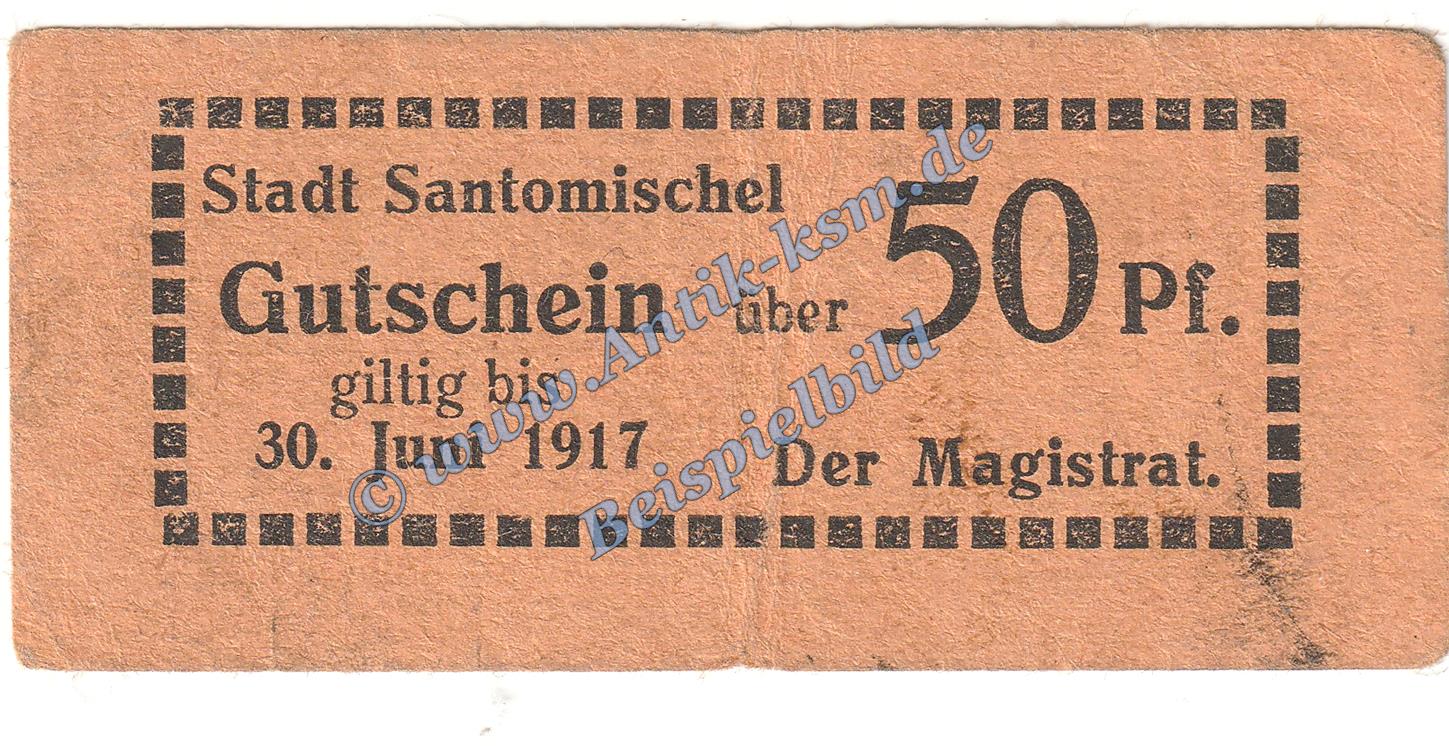 Stadt Santomischel
Gutschein über 50 Pf.
giltig bis
30. Juni 1917
Der Magistrat.
© www.Antik-ksm.de
Beispielbild